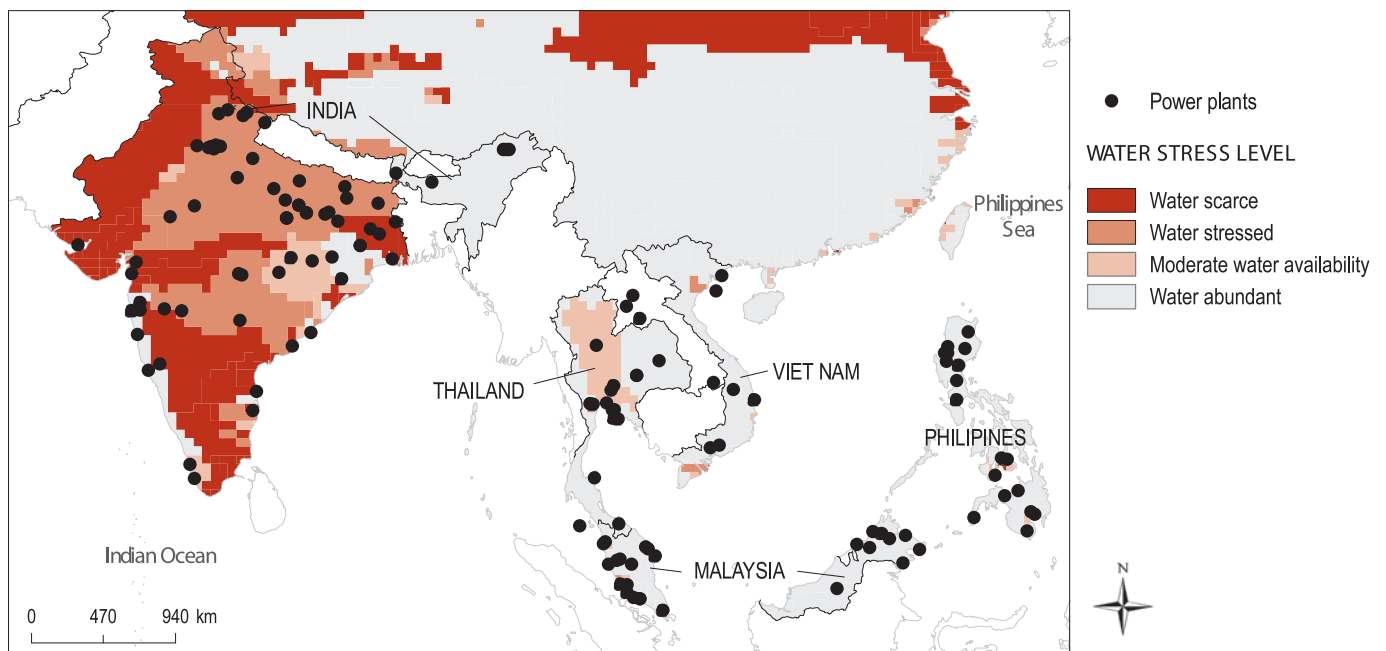 INDIA
Philippines
Sea
THAILAND
VIET NAM
PHILIPINES
Indian Ocean
MALAYSIA
0 470 940 km
Power plants
WATER STRESS LEVEL
Water scarce
Water stressed
Moderate water availability
Water abundant
N